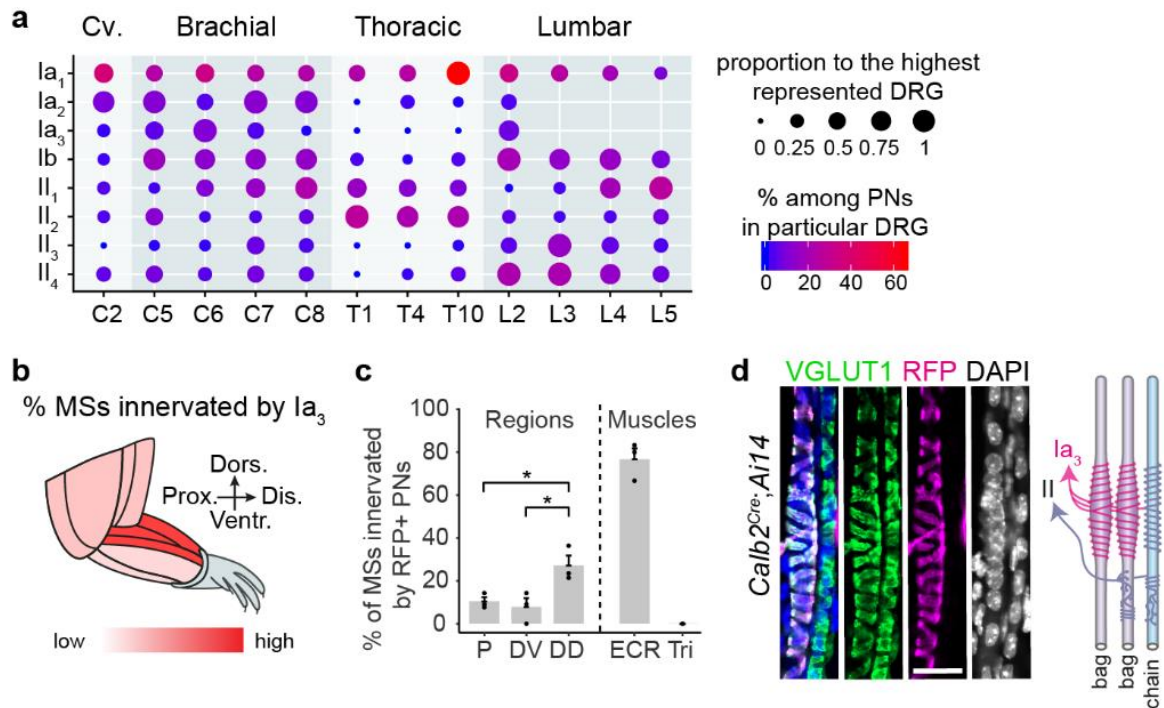 a
Cv. Brachial Thoracic Lumbar
Ia1
Ia2
Ia3
Ib
II1
II2
II3
II4
C2 C5 C6 C7 C8 T1 T4 T10 L2 L3 L4 L5
proportion to the highest
represented DRG
0 0.25 0.5 0.75 1
% among PNs
in particular DRG
0 20 40 60
b
% MSs innervated by Ia3
Dors.
Prox. Dis.
Ventr.
low high
c
% of MSs innervated
by RFP+ PNs
100
80
60
40
20
0
Regions Muscles
*
*
P DV DD ECR Tri
d
VGLUT1 RFP DAPI
Calb2Cre;Ai14
Ia3
II
bag
bag
chain